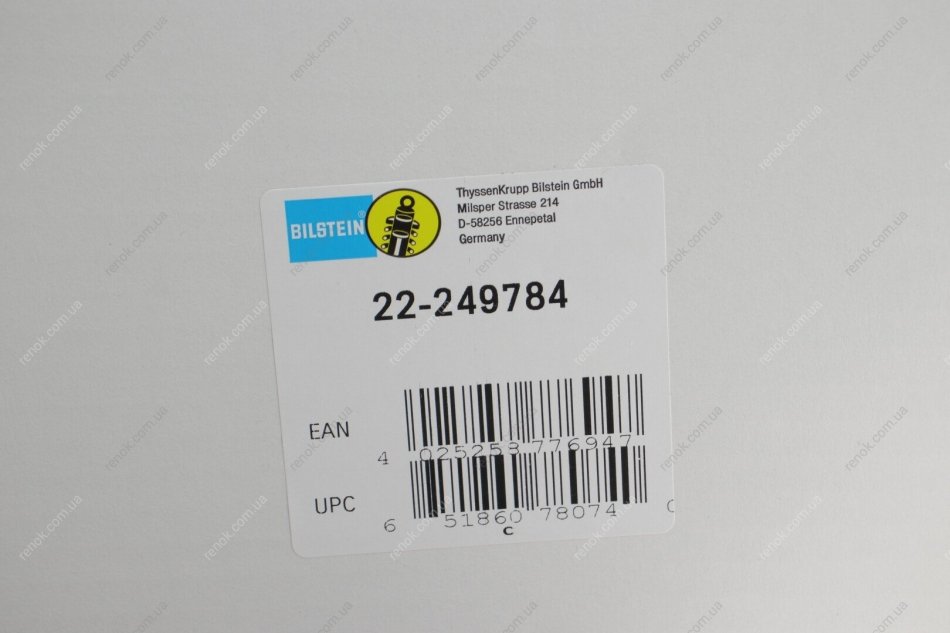 BILSTEIN®
ThyssenKrupp Bilstein GmbH
Milsper Strasse 214
D-58256 Ennepetal
Germany
22-249784
EAN
4 025258 776947
UPC
6 51860 78074 0
C
renok.com.ua